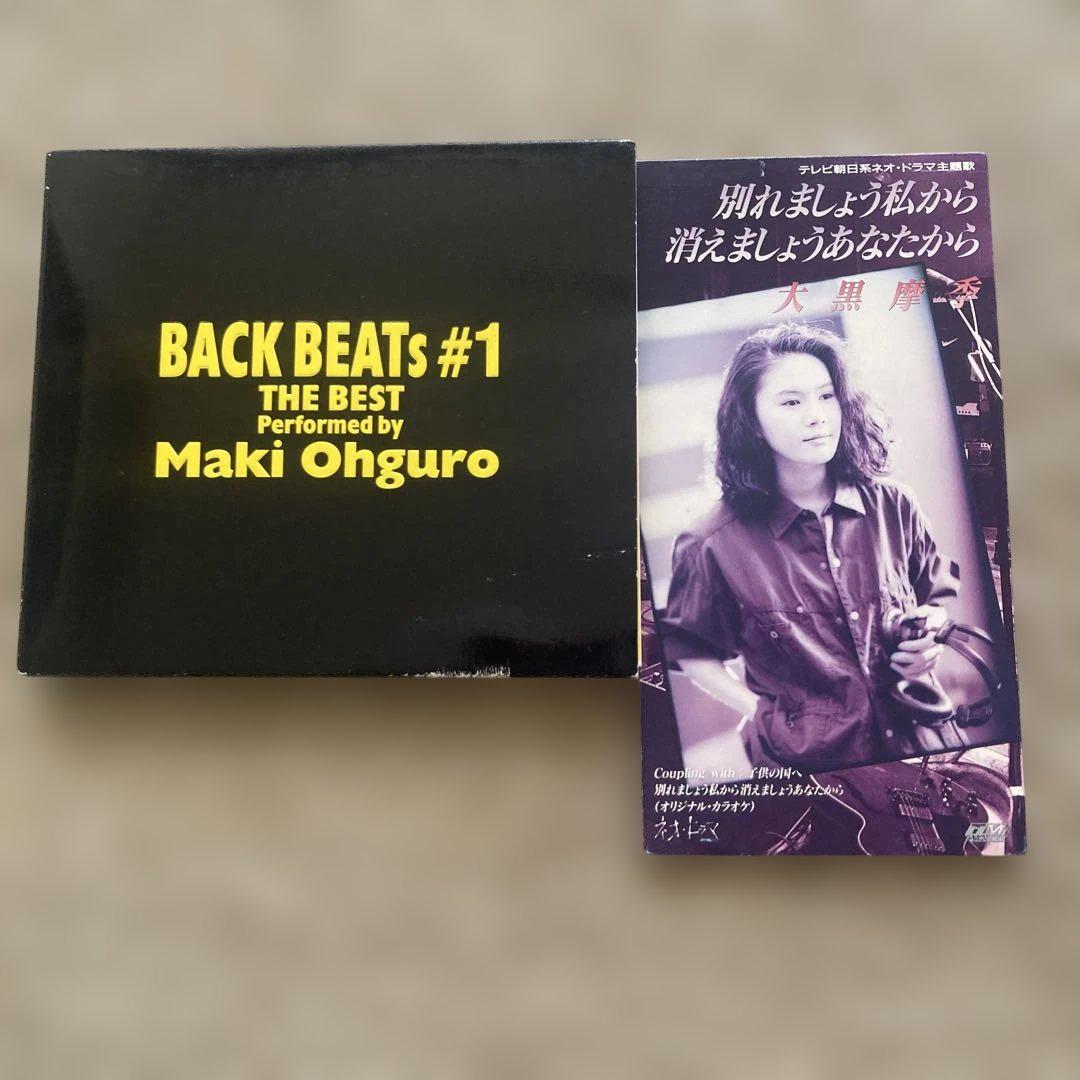 BACK BEATs #1
THE BEST
Performed by
Maki Ohguro
テレビ朝日系ネオ・ドラマ主題歌
別れましょう私から
消えましょうあなたから
大黒摩季
Coupling with : 子供の国へ
別れましょう私から消えましょうあなたから
(オリジナル・カラオケ)
ネオ・ドラマ